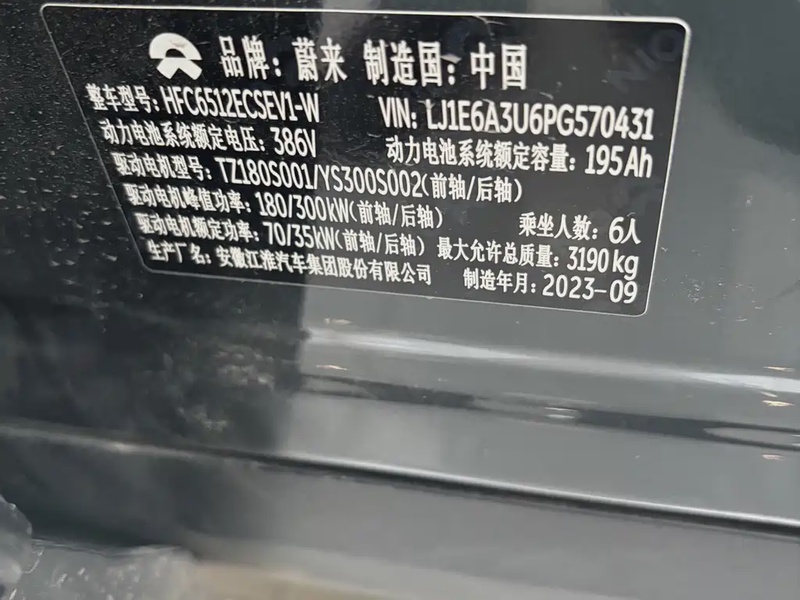 品牌：蔚来 制造国：中国
整车型号：HFC6512ECSEV1-W VIN：LJ1E6A3U6PG570431
动力电池系统额定电压：386V 动力电池系统额定容量：195Ah
驱动电机型号：TZ180S001/YS300S002(前轴/后轴)
驱动电机峰值功率：180/300kW(前轴/后轴) 乘坐人数：6人
驱动电机额定功率：70/35kW(前轴/后轴) 最大允许总质量：3190kg
生产厂名：安徽江淮汽车集团股份有限公司 制造年月：2023-09
NIO